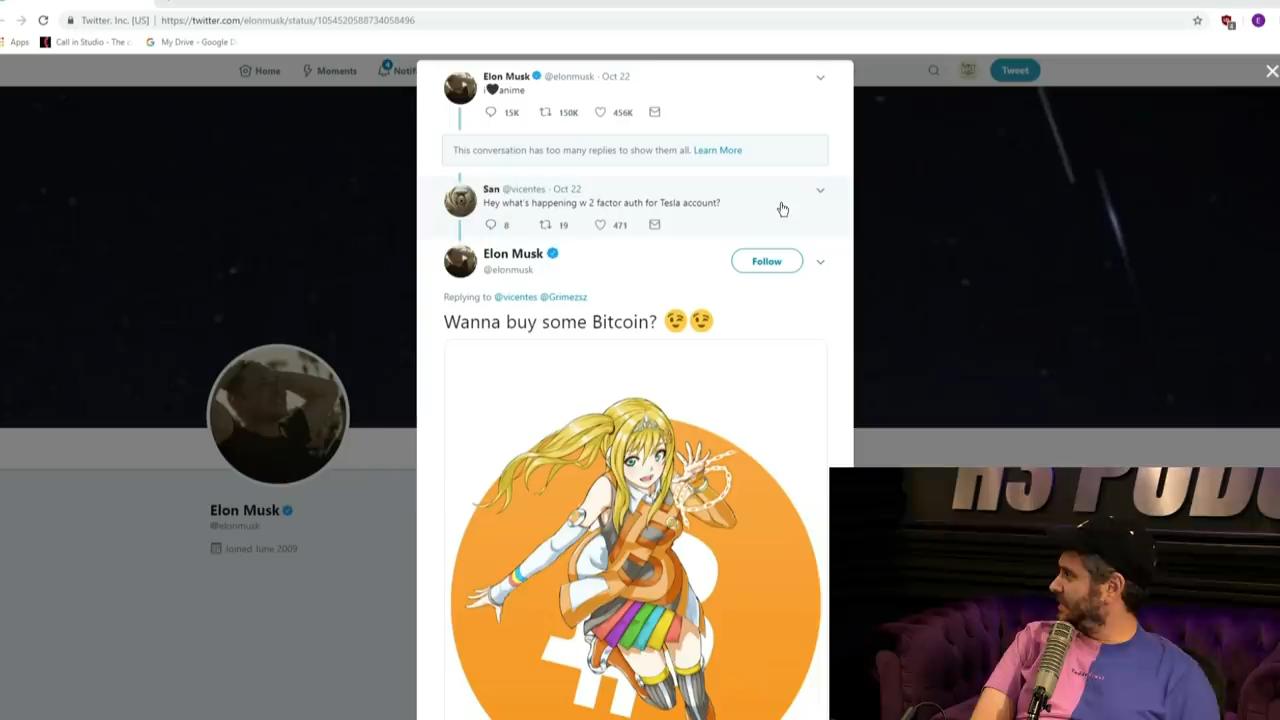 Twitter, Inc. [US] | https://twitter.com/elonmusk/status/1054520588734058496
Apps Call in Studio - The c My Drive - Google D
Home Moments 4 Notif Tweet
Elon Musk @elonmusk · Oct 22
i🖤anime
15K 150K 456K
This conversation has too many replies to show them all. Learn More
San @vicentes · Oct 22
Hey what's happening w 2 factor auth for Tesla account?
8 19 471
Elon Musk
@elonmusk
Follow
Replying to @vicentes @Grimezsz
Wanna buy some Bitcoin? 😉😉
Elon Musk
@elonmusk
Joined June 2009
H3 PODC